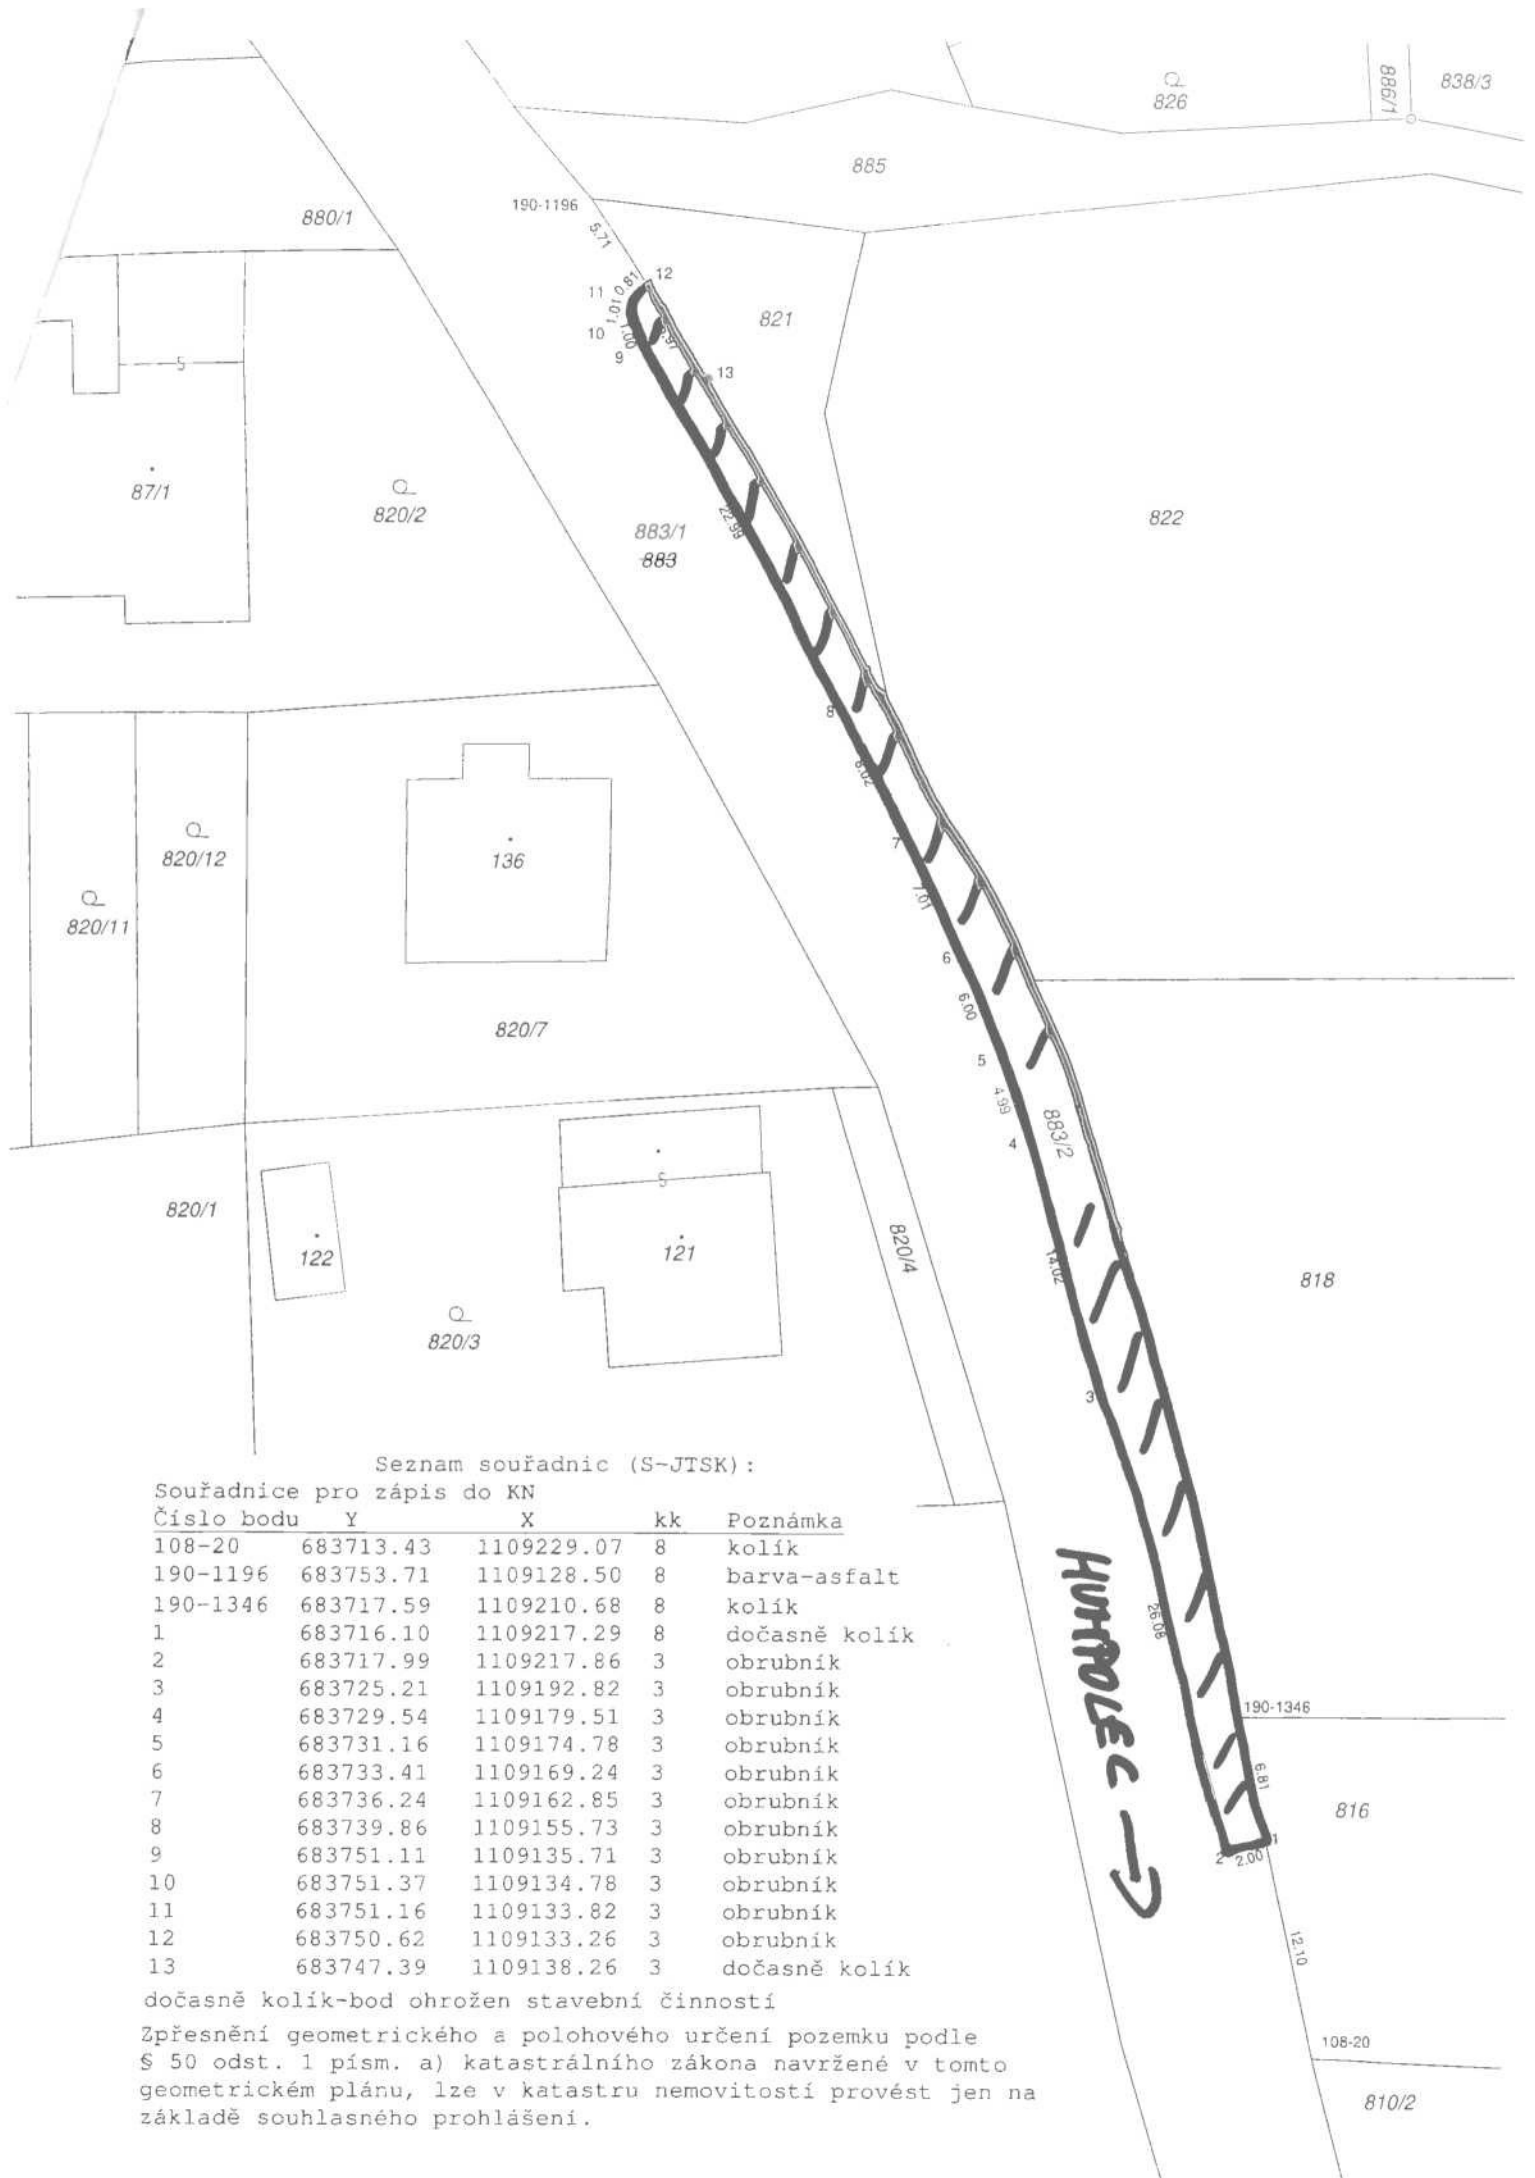 826
886/1
838/3
885
880/1
190-1196
5.71
12
0.81
11
1.01
10
1.00
9
821
13
5
87/1
820/2
883/1
883
22.99
822
8
8.02
820/12
136
7
7.01
820/11
6
6.00
820/7
5
4.99
4
883/2
820/1
122
5
121
820/4
14.02
818
820/3
3
Seznam souřadnic (S-JTSK):
Souřadnice pro zápis do KN
Číslo bodu Y X kk Poznámka
108-20 683713.43 1109229.07 8 kolík
190-1196 683753.71 1109128.50 8 barva-asfalt
190-1346 683717.59 1109210.68 8 kolík
1 683716.10 1109217.29 8 dočasně kolík
2 683717.99 1109217.86 3 obrubník
3 683725.21 1109192.82 3 obrubník
4 683729.54 1109179.51 3 obrubník
5 683731.16 1109174.78 3 obrubník
6 683733.41 1109169.24 3 obrubník
7 683736.24 1109162.85 3 obrubník
8 683739.86 1109155.73 3 obrubník
9 683751.11 1109135.71 3 obrubník
10 683751.37 1109134.78 3 obrubník
11 683751.16 1109133.82 3 obrubník
12 683750.62 1109133.26 3 obrubník
13 683747.39 1109138.26 3 dočasně kolík
dočasně kolík-bod ohrožen stavební činností
Zpřesnění geometrického a polohového určení pozemku podle
§ 50 odst. 1 písm. a) katastrálního zákona navržené v tomto
geometrickém plánu, lze v katastru nemovitostí provést jen na
základě souhlasného prohlášení.
HUMPOLEC →
26.08
190-1346
6.81
816
1
2
2.00
12.10
108-20
810/2